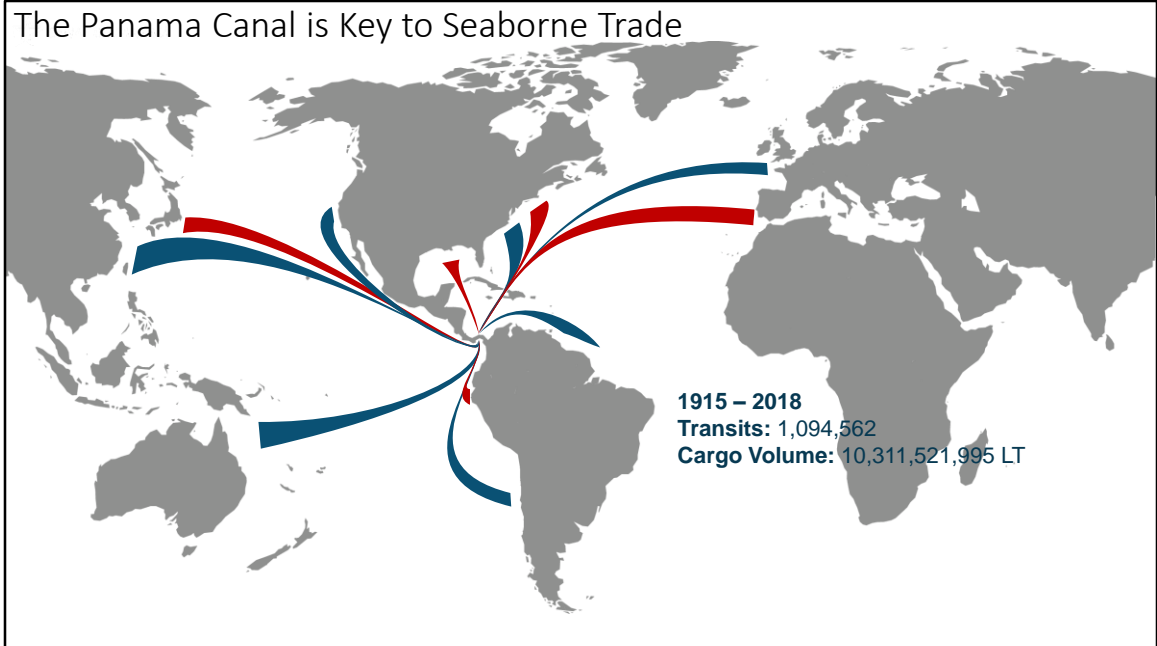 The Panama Canal is Key to Seaborne Trade
1915 – 2018
Transits: 1,094,562
Cargo Volume: 10,311,521,995 LT